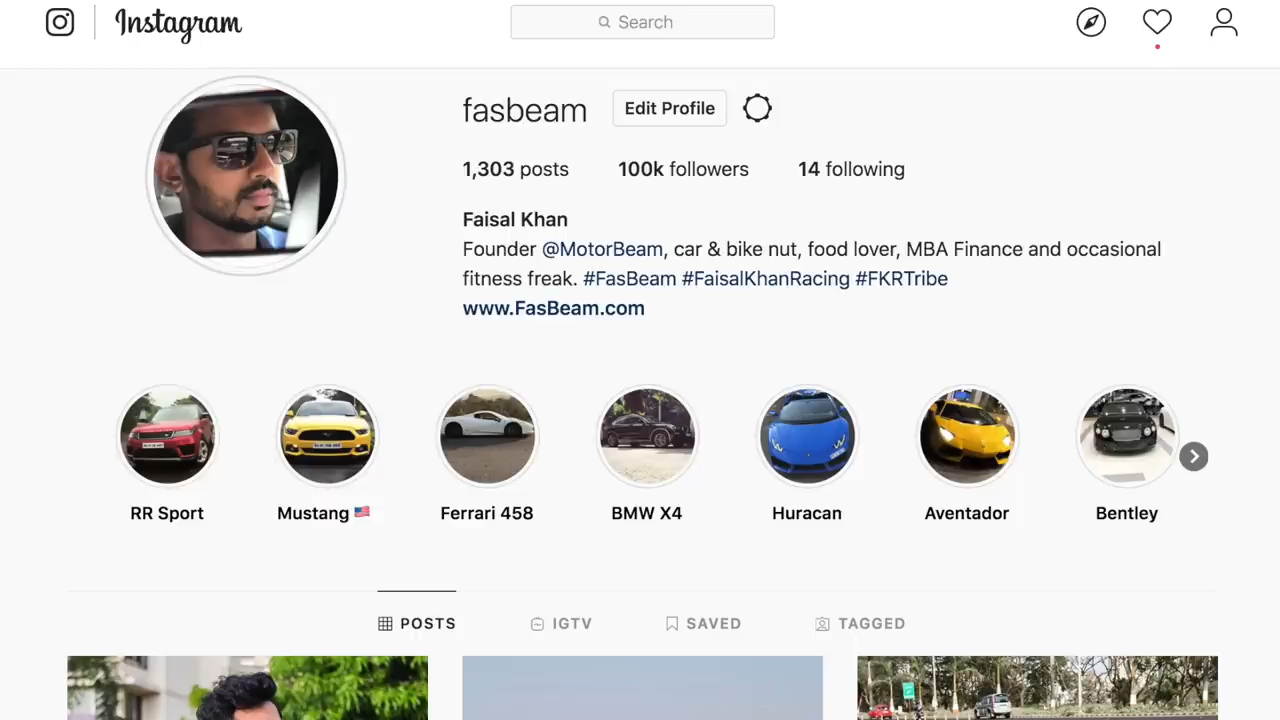 Instagram
Search
fasbeam
Edit Profile
1,303 posts 100k followers 14 following
Faisal Khan
Founder @MotorBeam, car & bike nut, food lover, MBA Finance and occasional
fitness freak. #FasBeam #FaisalKhanRacing #FKRTribe
www.FasBeam.com
RR Sport Mustang 🇺🇸 Ferrari 458 BMW X4 Huracan Aventador Bentley
POSTS IGTV SAVED TAGGED